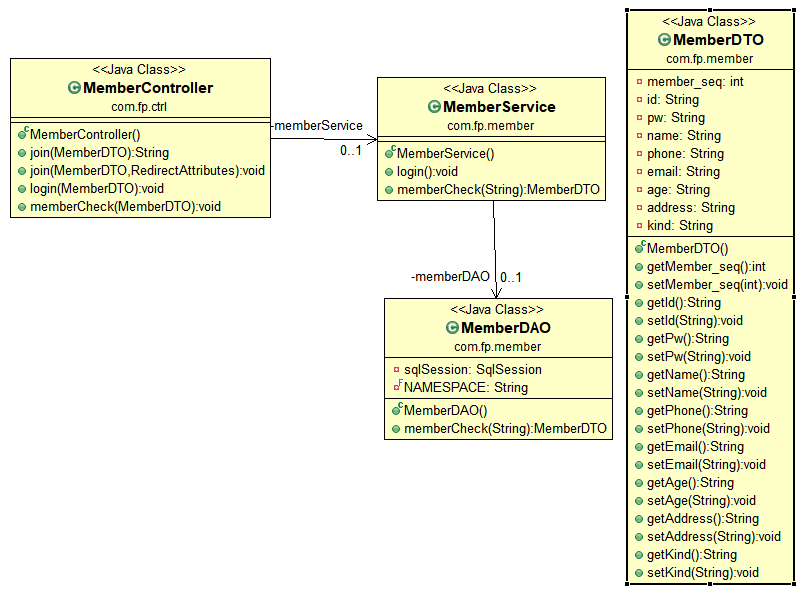 <<Java Class>>
MemberController
com.fp.ctrl
MemberController()
join(MemberDTO):String
join(MemberDTO,RedirectAttributes):void
login(MemberDTO):void
memberCheck(MemberDTO):void
-memberService
0..1
<<Java Class>>
MemberService
com.fp.member
MemberService()
login():void
memberCheck(String):MemberDTO
-memberDAO
0..1
<<Java Class>>
MemberDAO
com.fp.member
sqlSession: SqlSession
NAMESPACE: String
MemberDAO()
memberCheck(String):MemberDTO
<<Java Class>>
MemberDTO
com.fp.member
member_seq: int
id: String
pw: String
name: String
phone: String
email: String
age: String
address: String
kind: String
MemberDTO()
getMember_seq():int
setMember_seq(int):void
getId():String
setId(String):void
getPw():String
setPw(String):void
getName():String
setName(String):void
getPhone():String
setPhone(String):void
getEmail():String
setEmail(String):void
getAge():String
setAge(String):void
getAddress():String
setAddress(String):void
getKind():String
setKind(String):void